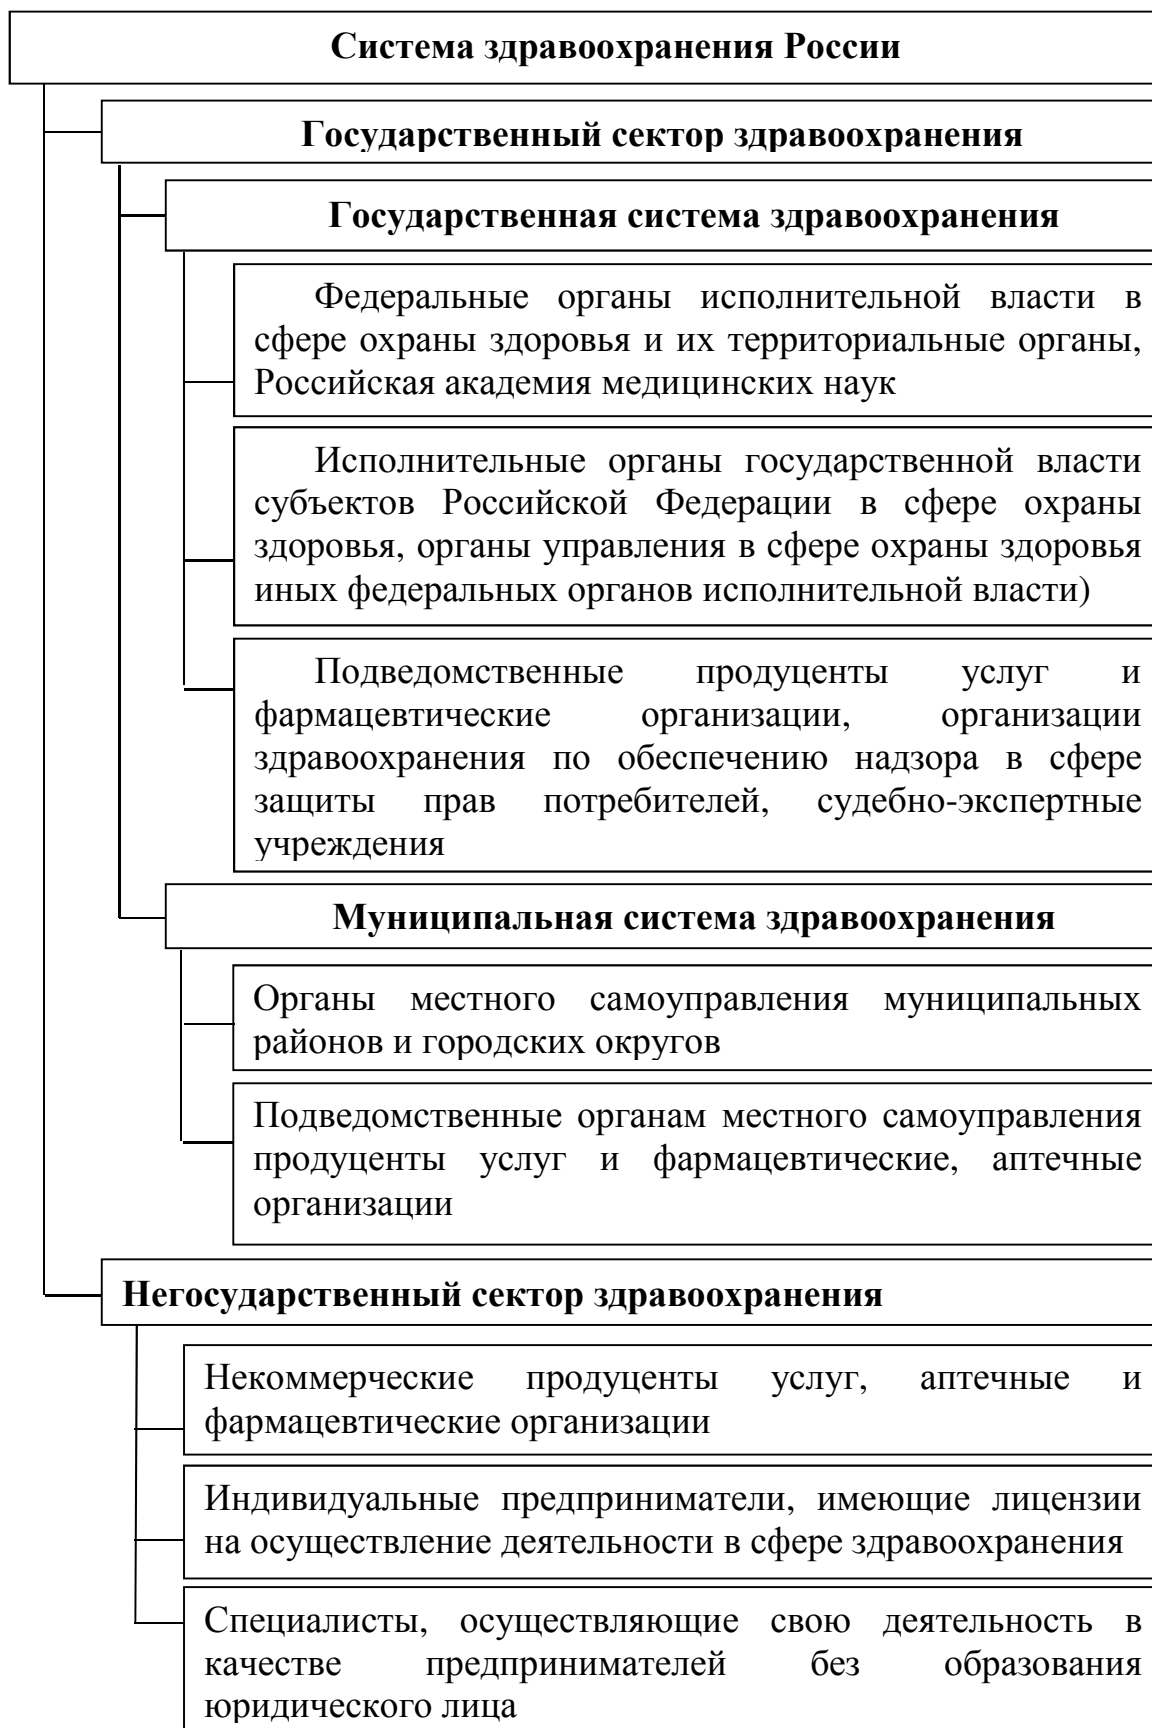 Система здравоохранения России
Государственный сектор здравоохранения
Государственная система здравоохранения
Федеральные органы исполнительной власти в
сфере охраны здоровья и их территориальные органы,
Российская академия медицинских наук
Исполнительные органы государственной власти
субъектов Российской Федерации в сфере охраны
здоровья, органы управления в сфере охраны здоровья
иных федеральных органов исполнительной власти)
Подведомственные продуценты услуг и
фармацевтические организации, организации
здравоохранения по обеспечению надзора в сфере
защиты прав потребителей, судебно-экспертные
учреждения
Муниципальная система здравоохранения
Органы местного самоуправления муниципальных
районов и городских округов
Подведомственные органам местного самоуправления
продуценты услуг и фармацевтические, аптечные
организации
Негосударственный сектор здравоохранения
Некоммерческие продуценты услуг, аптечные и
фармацевтические организации
Индивидуальные предприниматели, имеющие лицензии
на осуществление деятельности в сфере здравоохранения
Специалисты, осуществляющие свою деятельность в
качестве предпринимателей без образования
юридического лица